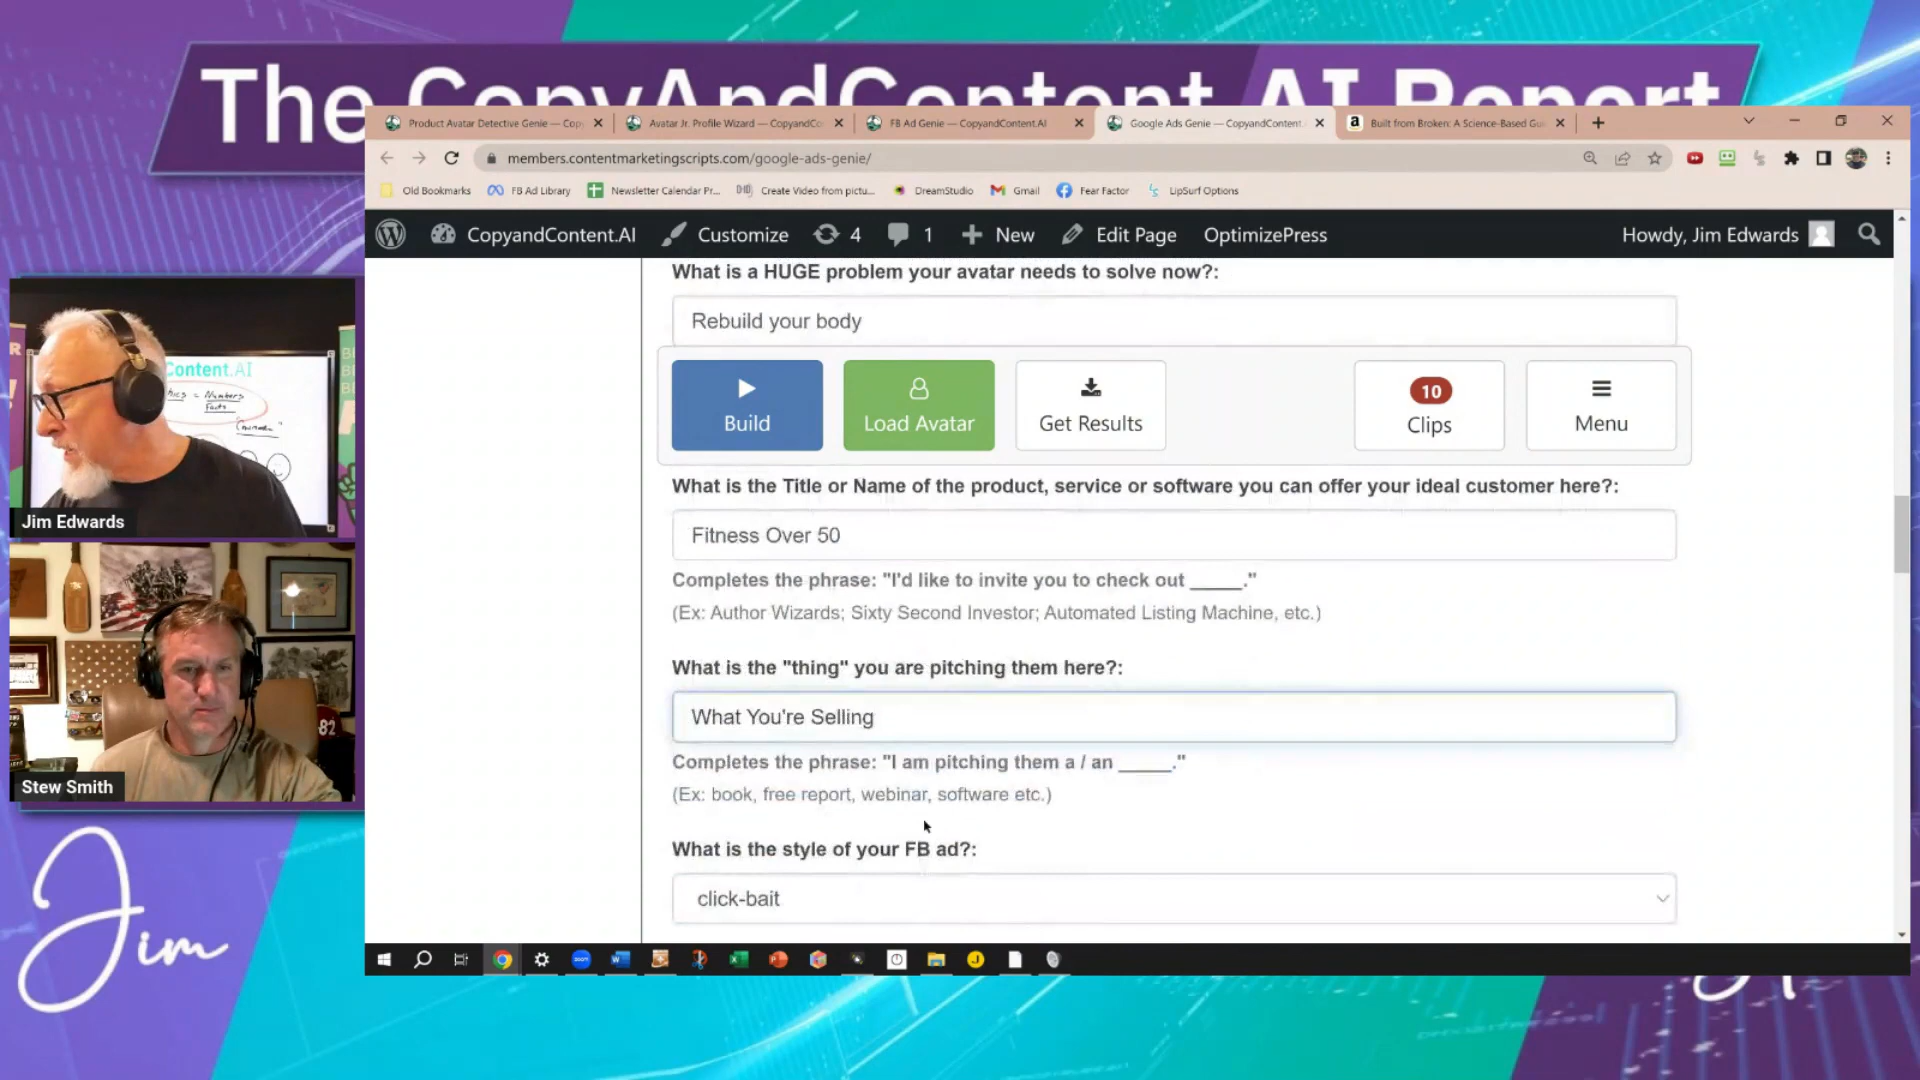 The CopyAndContent.AI Report
Product Avatar Detective Genie — Cop
Avatar Jr. Profile Wizard — CopyandCo
FB Ad Genie — CopyandContent.AI
Google Ads Genie — CopyandContent.
Built from Broken: A Science-Based Gui
members.contentmarketingscripts.com/google-ads-genie/
Old Bookmarks
FB Ad Library
Newsletter Calendar Pr...
Create Video from pictu...
DreamStudio
Gmail
Fear Factor
LipSurf Options
CopyandContent.AI
Customize
4
1
New
Edit Page
OptimizePress
Howdy, Jim Edwards
What is a HUGE problem your avatar needs to solve now?:
Rebuild your body
Build
Load Avatar
Get Results
10
Clips
Menu
What is the Title or Name of the product, service or software you can offer your ideal customer here?:
Fitness Over 50
Completes the phrase: "I'd like to invite you to check out _____."
(Ex: Author Wizards; Sixty Second Investor; Automated Listing Machine, etc.)
What is the "thing" you are pitching them here?:
What You're Selling
Completes the phrase: "I am pitching them a / an _____."
(Ex: book, free report, webinar, software etc.)
What is the style of your FB ad?:
click-bait
Content.AI
= Numbers
Facts
Jim Edwards
82
Stew Smith
Jim
zoom